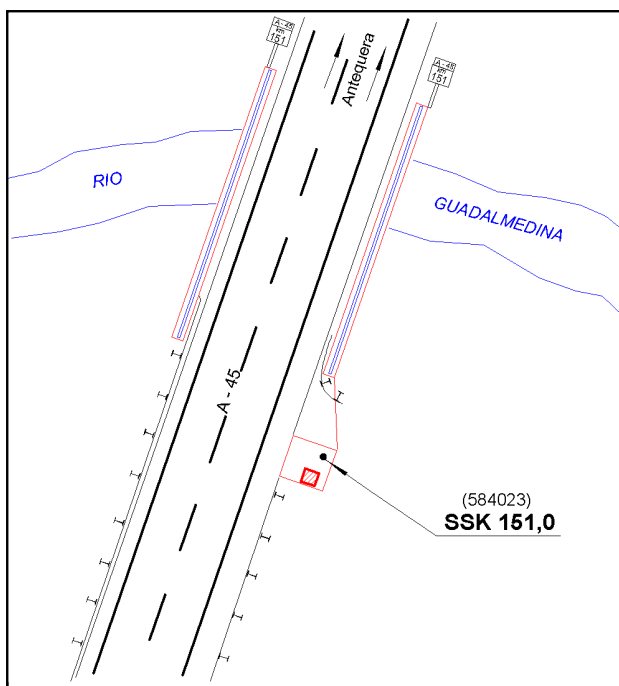 A - 45
km
151
A - 45
km
151
Antequera
RIO
GUADALMEDINA
A - 45
(584023)
SSK 151,0